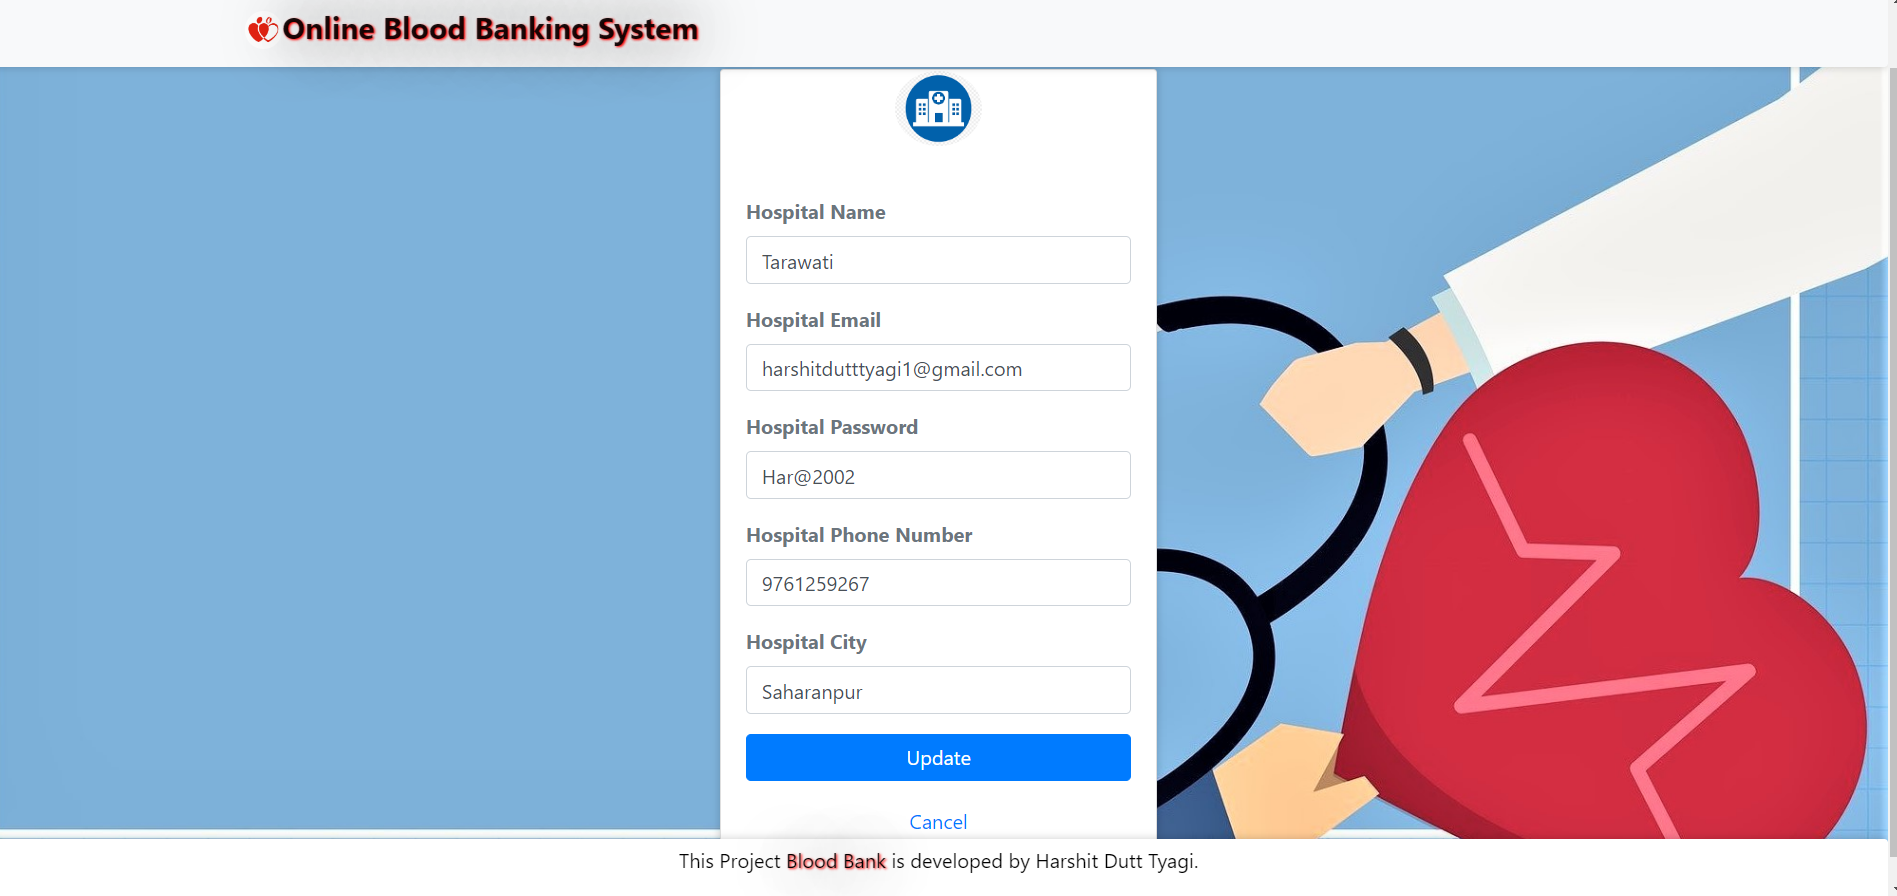 Online Blood Banking System
Hospital Name
Tarawati
Hospital Email
harshitdutttyagi1@gmail.com
Hospital Password
Har@2002
Hospital Phone Number
9761259267
Hospital City
Saharanpur
Update
Cancel
This Project Blood Bank is developed by Harshit Dutt Tyagi.